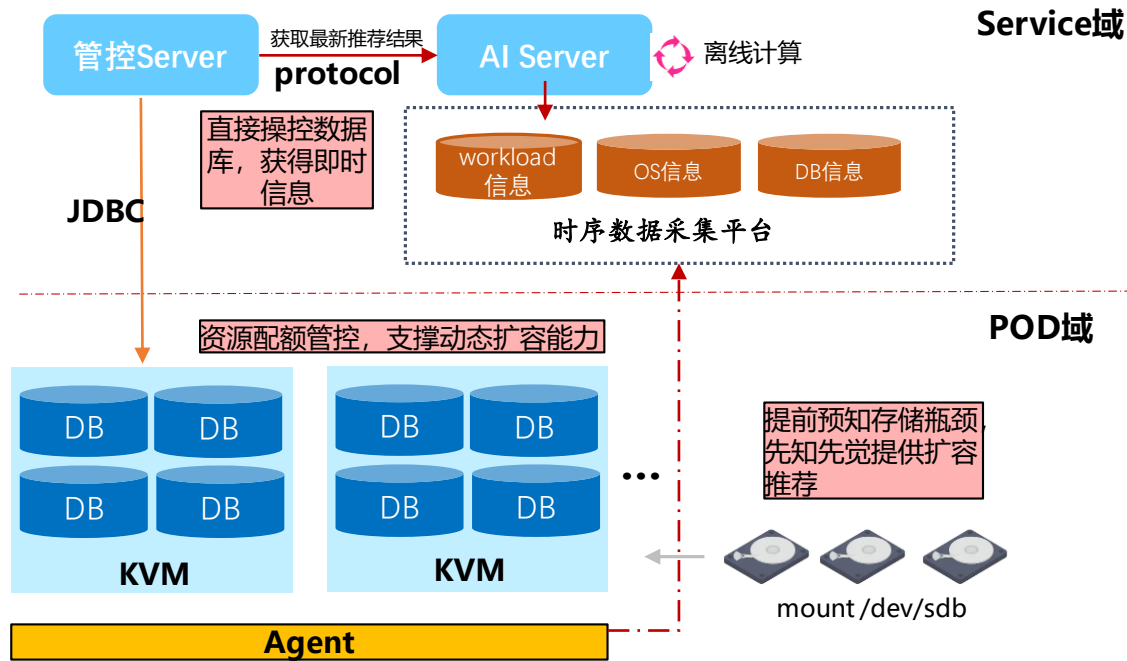 Service域
管控Server
获取最新推荐结果
protocol
AI Server
离线计算
直接操控数据
库，获得即时
信息
JDBC
workload
信息
OS信息
DB信息
时序数据采集平台
POD域
资源配额管控，支撑动态扩容能力
DB
DB
DB
DB
KVM
DB
DB
DB
DB
KVM
...
提前预知存储瓶颈，
先知先觉提供扩容
推荐
mount /dev/sdb
Agent